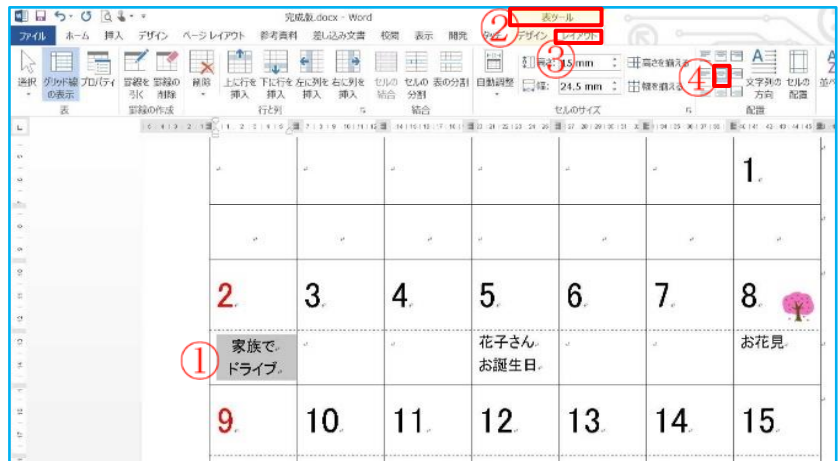 完成版.docx - Word
② 表ツール
ファイル ホーム 挿入 デザイン ページ レイアウト 参考資料 差し込み文書 校閲 表示 開発 デザイン レイアウト
③ ④
選択 グリッド線の表示 プロパティ 罫線を引く 罫線の削除 削除 上に行を挿入 下に行を挿入 左に列を挿入 右に列を挿入 セルの結合 セルの分割 表の分割 自動調整
高さ: 15 mm 高さを揃える
幅: 24.5 mm 幅を揃える
文字列の方向 セルの配置
表 罫線の作成 行と列 結合 セルのサイズ 配置
1
2 3 4 5 6 7 8
①
家族で
ドライブ
花子さん
お誕生日
お花見
9 10 11 12 13 14 15